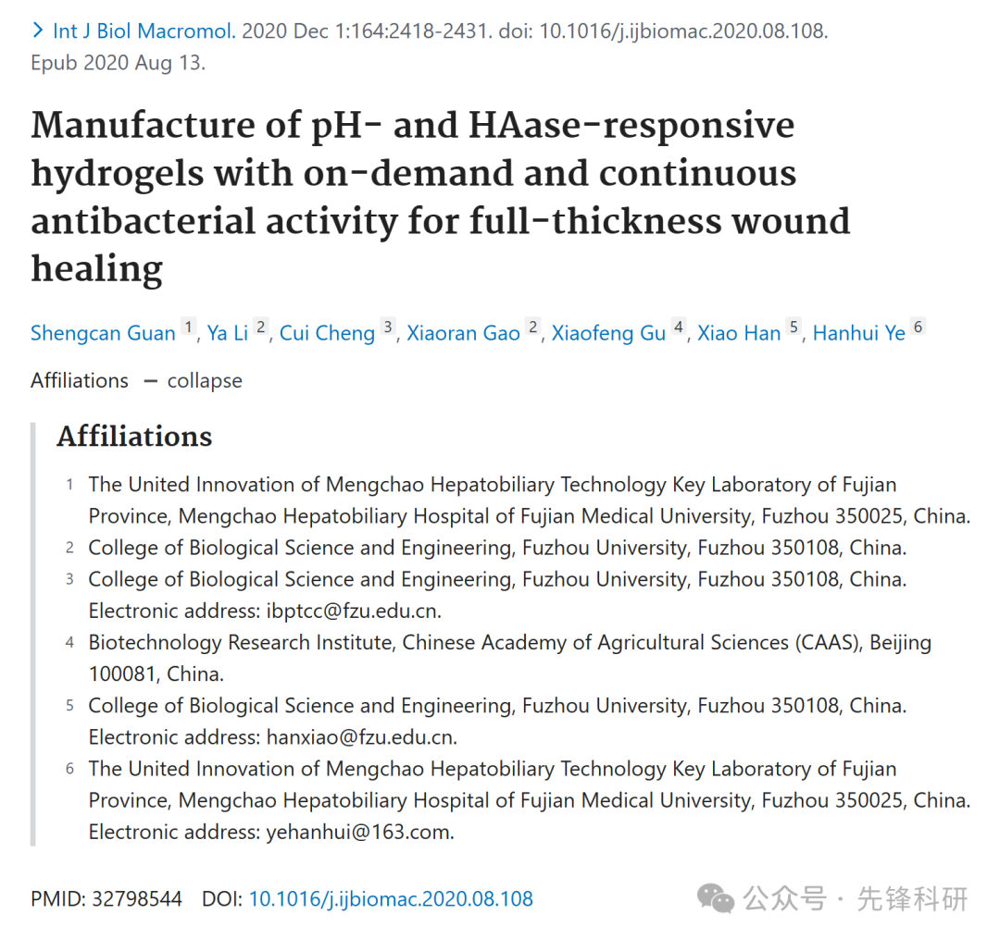 > Int J Biol Macromol. 2020 Dec 1:164:2418-2431. doi: 10.1016/j.ijbiomac.2020.08.108.
Epub 2020 Aug 13.
Manufacture of pH- and HAase-responsive
hydrogels with on-demand and continuous
antibacterial activity for full-thickness wound
healing
Shengcan Guan 1, Ya Li 2, Cui Cheng 3, Xiaoran Gao 2, Xiaofeng Gu 4, Xiao Han 5, Hanhui Ye 6
Affiliations — collapse
Affiliations
1 The United Innovation of Mengchao Hepatobiliary Technology Key Laboratory of Fujian
Province, Mengchao Hepatobiliary Hospital of Fujian Medical University, Fuzhou 350025, China.
2 College of Biological Science and Engineering, Fuzhou University, Fuzhou 350108, China.
3 College of Biological Science and Engineering, Fuzhou University, Fuzhou 350108, China.
Electronic address: ibptcc@fzu.edu.cn.
4 Biotechnology Research Institute, Chinese Academy of Agricultural Sciences (CAAS), Beijing
100081, China.
5 College of Biological Science and Engineering, Fuzhou University, Fuzhou 350108, China.
Electronic address: hanxiao@fzu.edu.cn.
6 The United Innovation of Mengchao Hepatobiliary Technology Key Laboratory of Fujian
Province, Mengchao Hepatobiliary Hospital of Fujian Medical University, Fuzhou 350025, China.
Electronic address: yehanhui@163.com.
PMID: 32798544 DOI: 10.1016/j.ijbiomac.2020.08.108
公众号 · 先锋科研